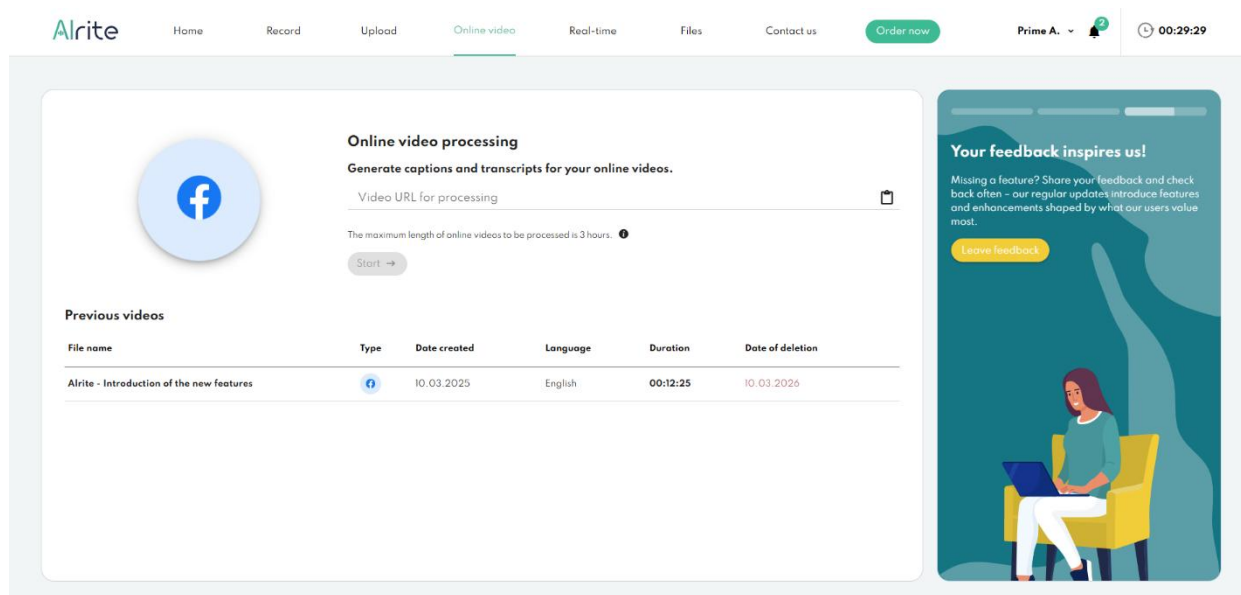 Alrite
Home Record Upload Online video Real-time Files Contact us Order now Prime A. 2 00:29:29
Online video processing
Generate captions and transcripts for your online videos.
Video URL for processing
The maximum length of online videos to be processed is 3 hours.
Start →
Previous videos
File name Type Date created Language Duration Date of deletion
Alrite - Introduction of the new features 10.03.2025 English 00:12:25 10.03.2026
Your feedback inspires us!
Missing a feature? Share your feedback and check
back often – our regular updates introduce features
and enhancements shaped by what our users value
most.
Leave feedback